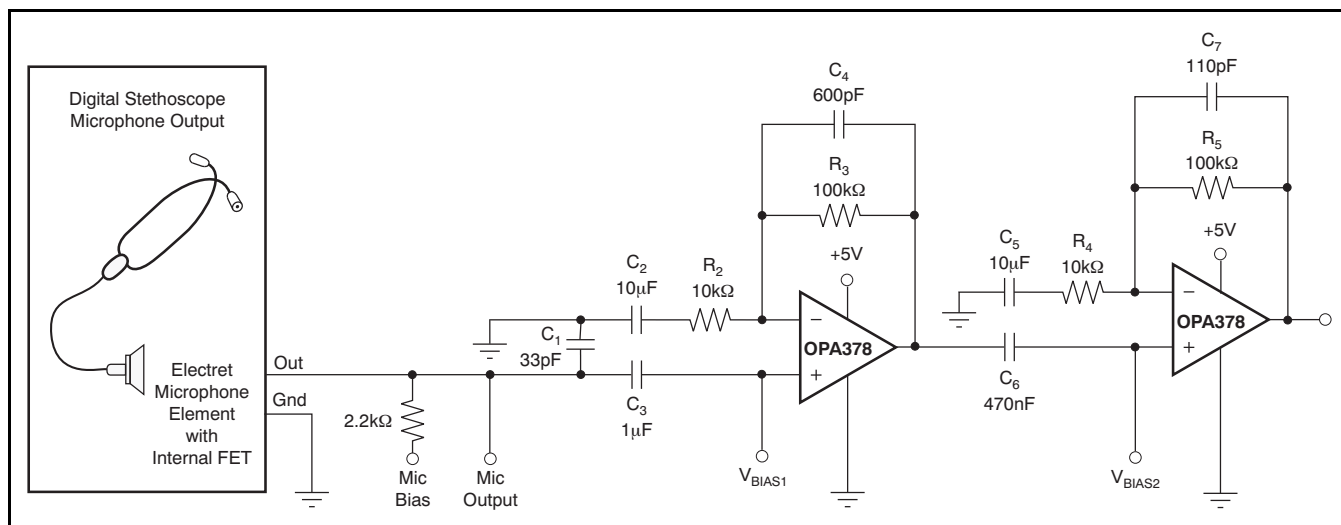 Digital Stethoscope
Microphone Output
Electret
Microphone
Element
with
Internal FET
Out
Gnd
2.2kΩ
Mic
Bias
Mic
Output
C1
33pF
C2
10μF
C3
1μF
R2
10kΩ
VBIAS1
C4
600pF
R3
100kΩ
+5V
−
OPA378
+
C5
10μF
R4
10kΩ
C6
470nF
VBIAS2
C7
110pF
R5
100kΩ
+5V
−
OPA378
+